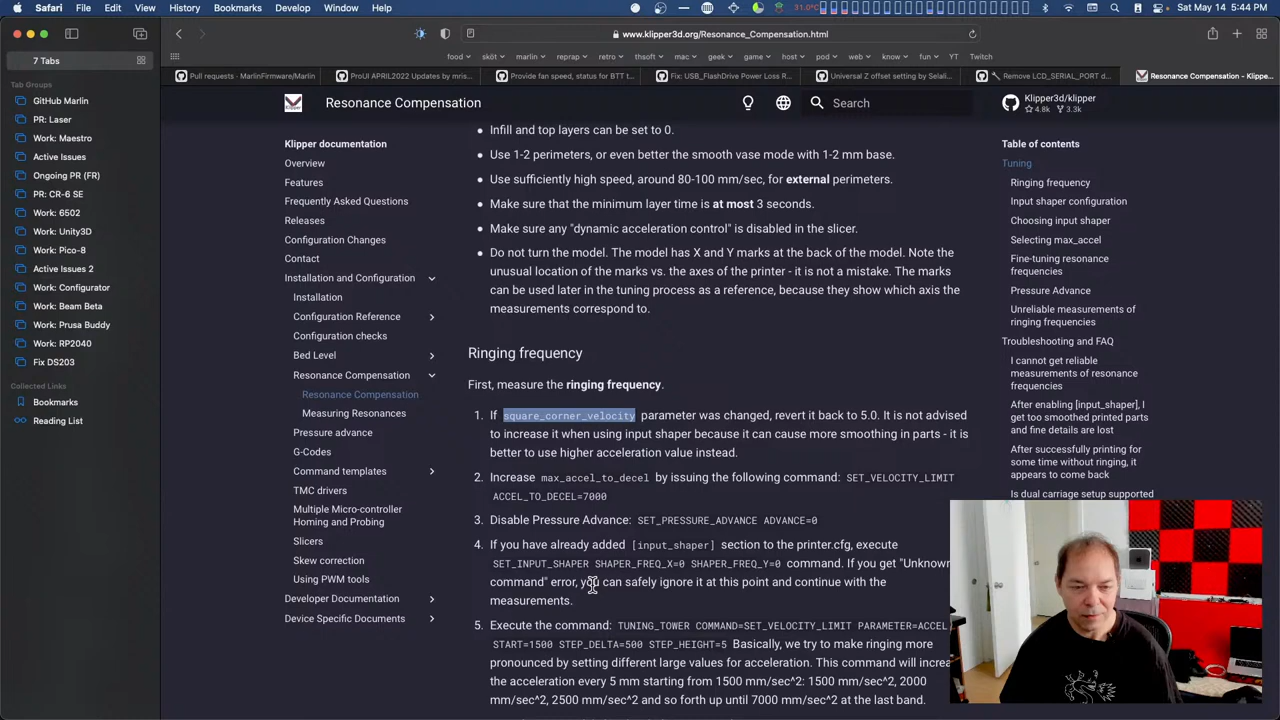 Safari File Edit View History Bookmarks Develop Window Help
31.0°C
Sat May 14 5:44 PM
7 Tabs
www.klipper3d.org/Resonance_Compensation.html
food sköt marlin reprap retro thsoft mac geek game host pod web know fun YT Twitch
Pull requests · MarlinFirmware/Marlin
ProUI APRIL2022 Updates by mris...
Provide fan speed, status for BTT t...
Fix: USB_FlashDrive Power Loss R...
Universal Z offset setting by Selali...
Remove LCD_SERIAL_PORT d...
Resonance Compensation - Klippe...
Tab Groups
GitHub Marlin
PR: Laser
Work: Maestro
Active Issues
Ongoing PR (FR)
PR: CR-6 SE
Work: 6502
Work: Unity3D
Work: Pico-8
Active Issues 2
Work: Configurator
Work: Beam Beta
Work: Prusa Buddy
Work: RP2040
Fix DS203
Collected Links
Bookmarks
Reading List
Resonance Compensation
Search
Klipper3d/klipper
4.8k 3.3k
Klipper documentation
Overview
Features
Frequently Asked Questions
Releases
Configuration Changes
Contact
Installation and Configuration
Installation
Configuration Reference
Configuration checks
Bed Level
Resonance Compensation
Resonance Compensation
Measuring Resonances
Pressure advance
G-Codes
Command templates
TMC drivers
Multiple Micro-controller
Homing and Probing
Slicers
Skew correction
Using PWM tools
Developer Documentation
Device Specific Documents
Infill and top layers can be set to 0.
Use 1-2 perimeters, or even better the smooth vase mode with 1-2 mm base.
Use sufficiently high speed, around 80-100 mm/sec, for external perimeters.
Make sure that the minimum layer time is at most 3 seconds.
Make sure any "dynamic acceleration control" is disabled in the slicer.
Do not turn the model. The model has X and Y marks at the back of the model. Note the
unusual location of the marks vs. the axes of the printer - it is not a mistake. The marks
can be used later in the tuning process as a reference, because they show which axis the
measurements correspond to.
Ringing frequency
First, measure the ringing frequency.
1. If square_corner_velocity parameter was changed, revert it back to 5.0. It is not advised
to increase it when using input shaper because it can cause more smoothing in parts - it is
better to use higher acceleration value instead.
2. Increase max_accel_to_decel by issuing the following command: SET_VELOCITY_LIMIT
ACCEL_TO_DECEL=7000
3. Disable Pressure Advance: SET_PRESSURE_ADVANCE ADVANCE=0
4. If you have already added [input_shaper] section to the printer.cfg, execute
SET_INPUT_SHAPER SHAPER_FREQ_X=0 SHAPER_FREQ_Y=0 command. If you get "Unknown
command" error, you can safely ignore it at this point and continue with the
measurements.
5. Execute the command: TUNING_TOWER COMMAND=SET_VELOCITY_LIMIT PARAMETER=ACCEL
START=1500 STEP_DELTA=500 STEP_HEIGHT=5 Basically, we try to make ringing more
pronounced by setting different large values for acceleration. This command will increa
the acceleration every 5 mm starting from 1500 mm/sec^2: 1500 mm/sec^2, 2000
mm/sec^2, 2500 mm/sec^2 and so forth up until 7000 mm/sec^2 at the last band.
Table of contents
Tuning
Ringing frequency
Input shaper configuration
Choosing input shaper
Selecting max_accel
Fine-tuning resonance
frequencies
Pressure Advance
Unreliable measurements of
ringing frequencies
Troubleshooting and FAQ
I cannot get reliable
measurements of resonance
frequencies
After enabling [input_shaper], I
get too smoothed printed parts
and fine details are lost
After successfully printing for
some time without ringing, it
appears to come back
Is dual carriage setup supported